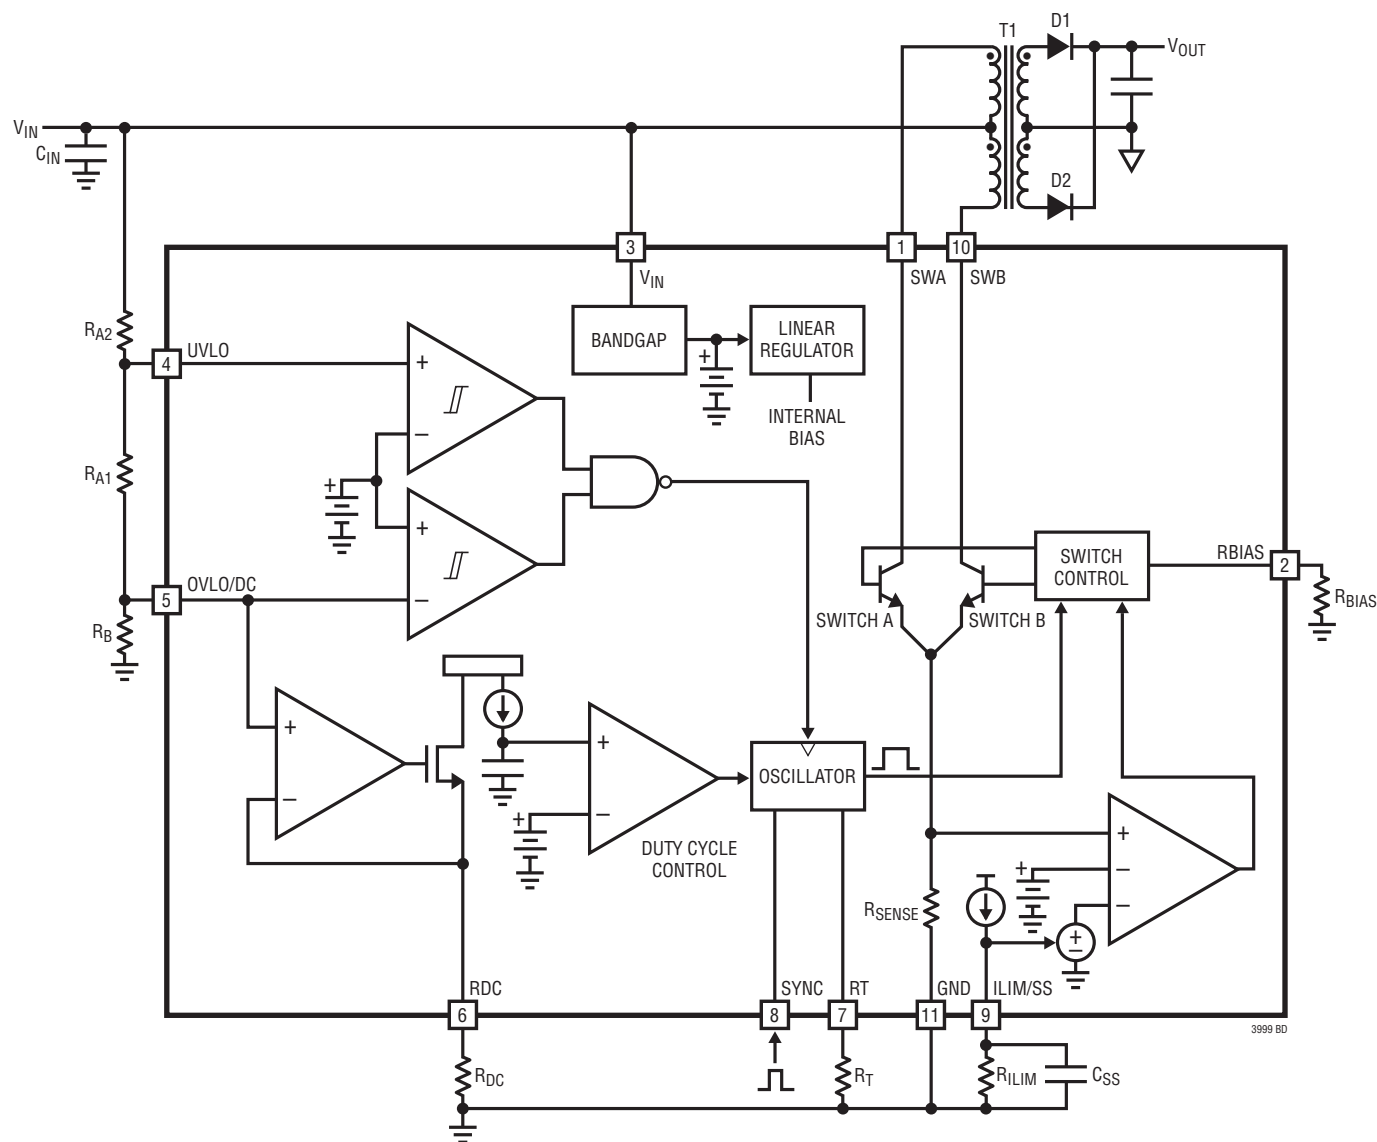 T1
D1
VOUT
VIN
CIN
D2
3
1
10
VIN
SWA
SWB
RA2
UVLO
4
+
–
BANDGAP
+
LINEAR
REGULATOR
INTERNAL
BIAS
RA1
+
+
–
OVLO/DC
5
RB
SWITCH
CONTROL
RBIAS
2
RBIAS
SWITCH A
SWITCH B
+
–
+
–
+
DUTY CYCLE
CONTROL
OSCILLATOR
+
–
–
+
RSENSE
+
–
RDC
SYNC
RT
GND
ILIM/SS
6
8
7
11
9
3999 BD
RDC
RT
RILIM
CSS